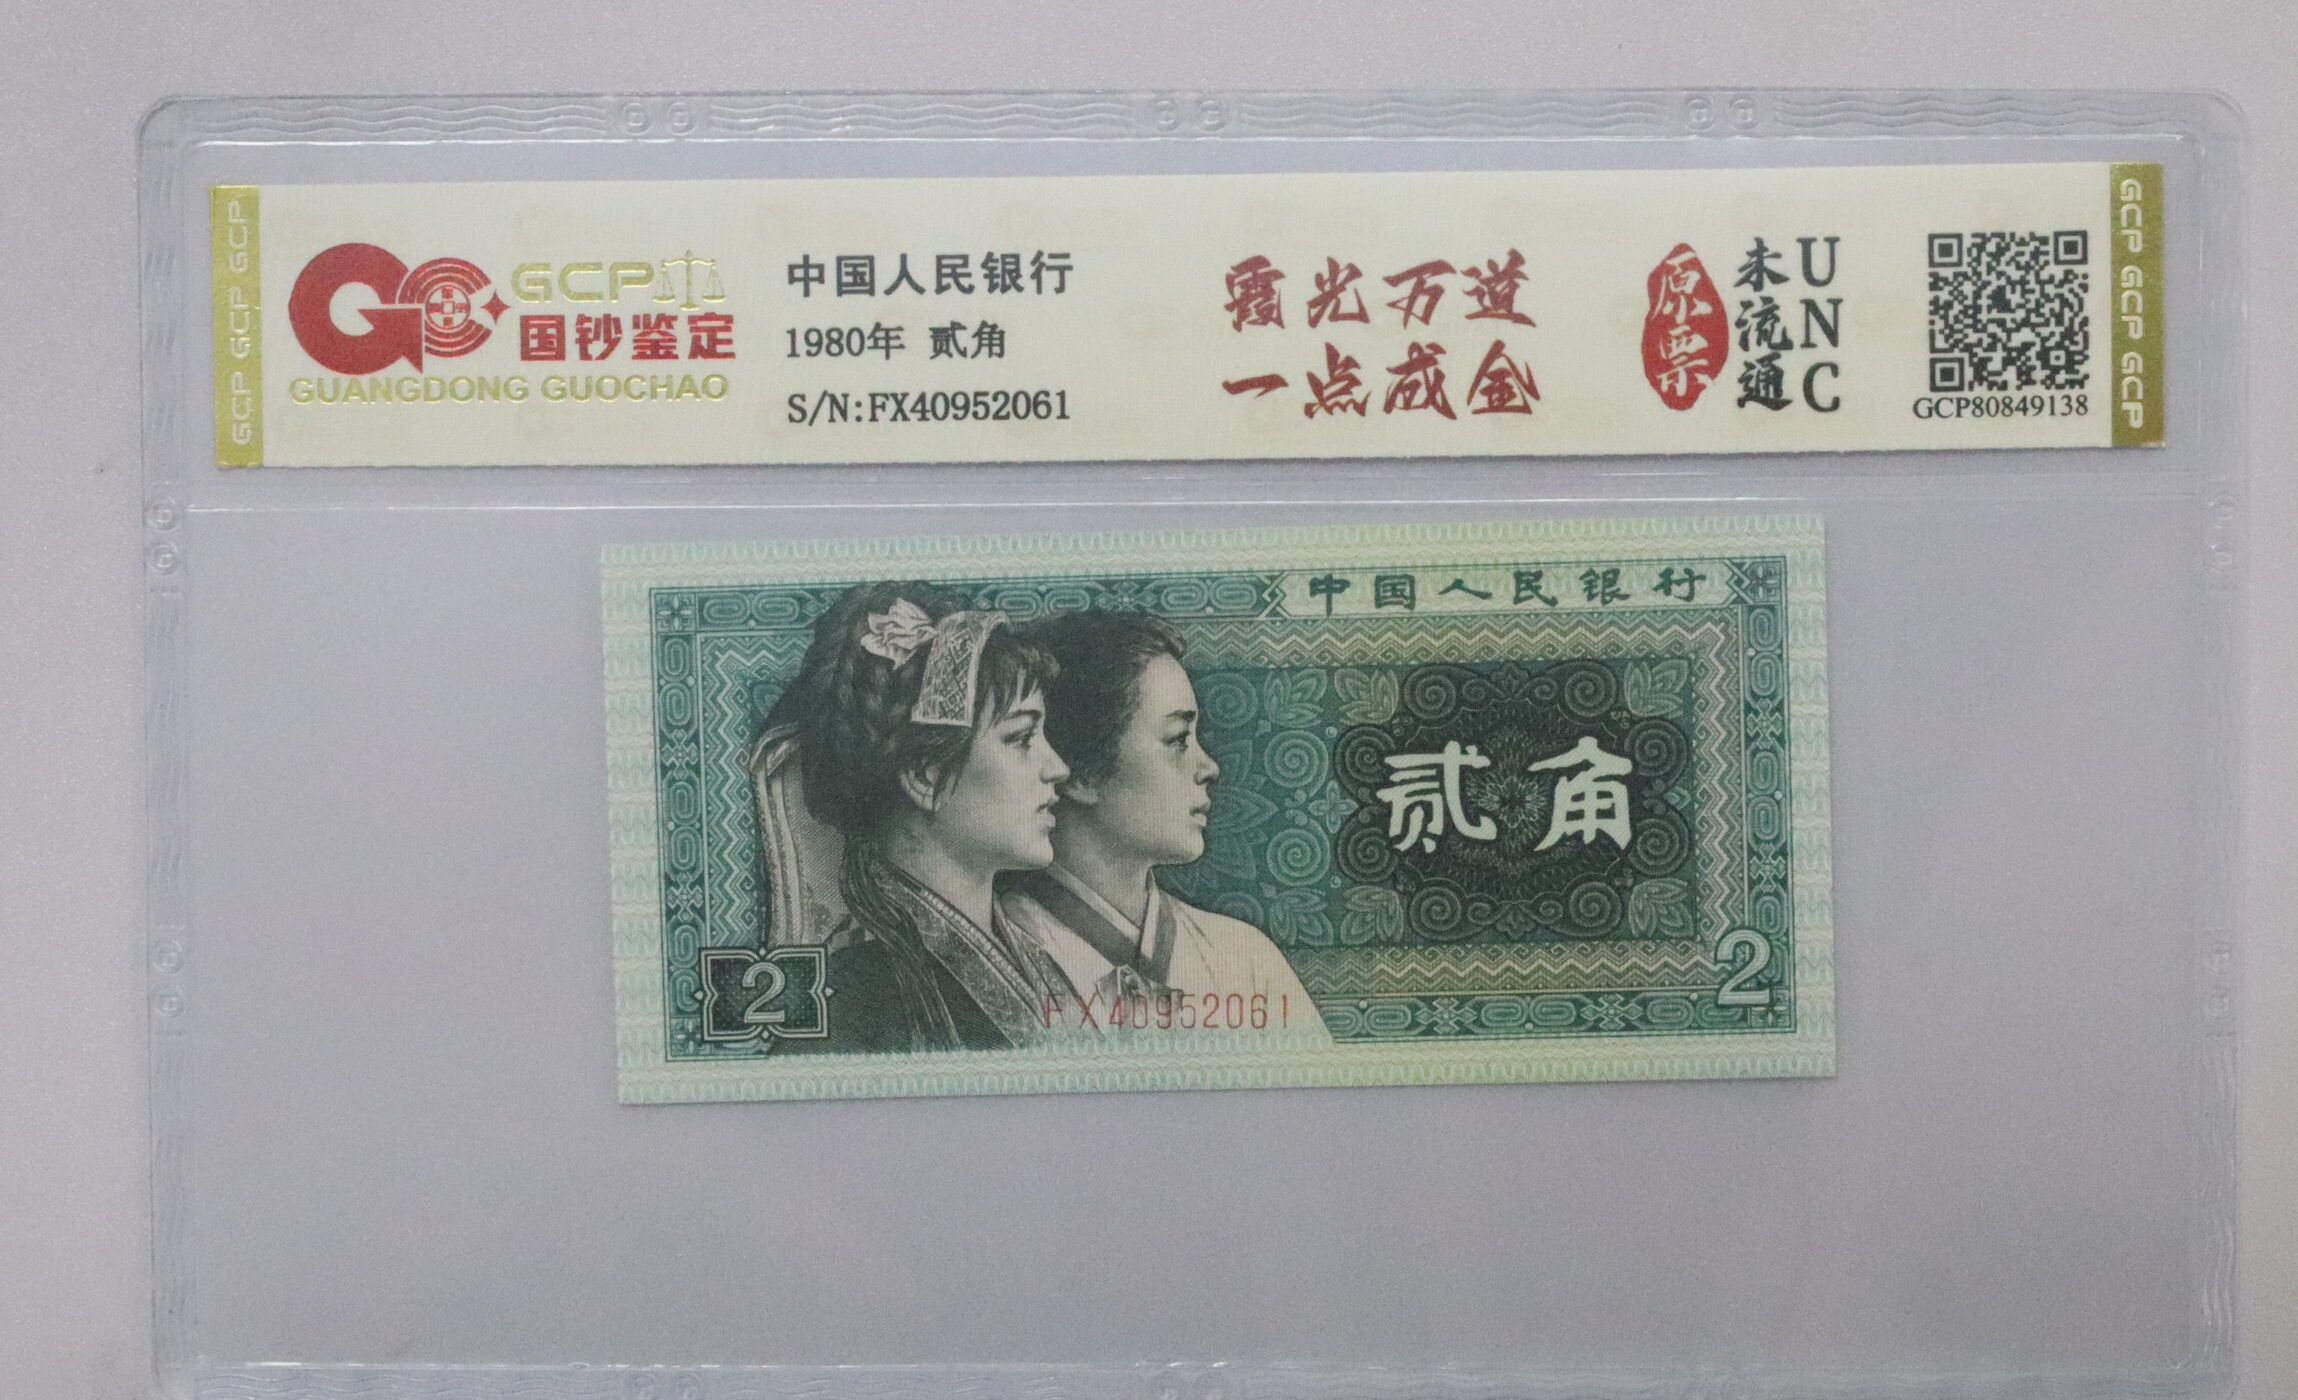 GCP GCP GCP
GCP
国钞鉴定
GUANGDONG GUOCHAO
中国人民银行
1980年 贰角
S/N:FX40952061
霞光万道
一点成金
原票
未流通
UNC
GCP80849138
GCP GCP GCP
中国人民银行
贰角
2
2
FX40952061